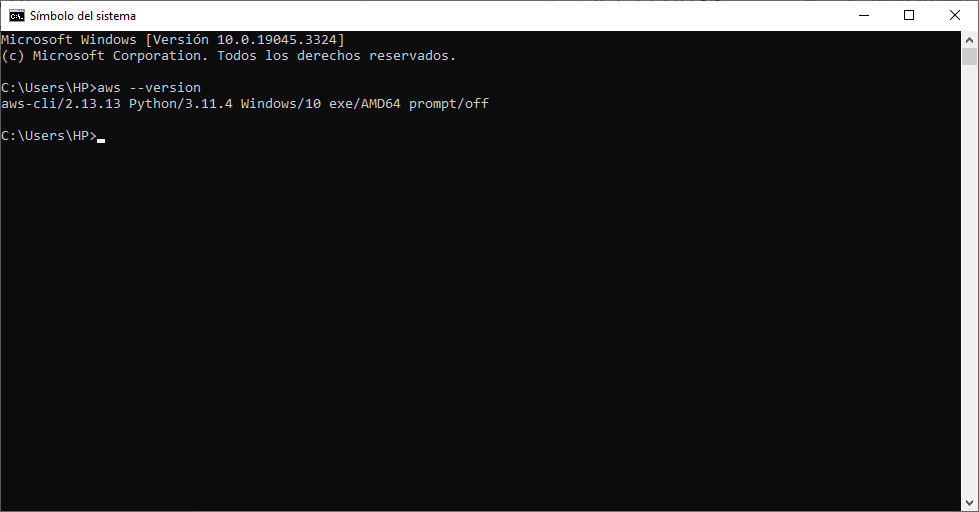 Símbolo del sistema
Microsoft Windows [Versión 10.0.19045.3324]
(c) Microsoft Corporation. Todos los derechos reservados.
C:\Users\HP>aws --version
aws-cli/2.13.13 Python/3.11.4 Windows/10 exe/AMD64 prompt/off
C:\Users\HP>